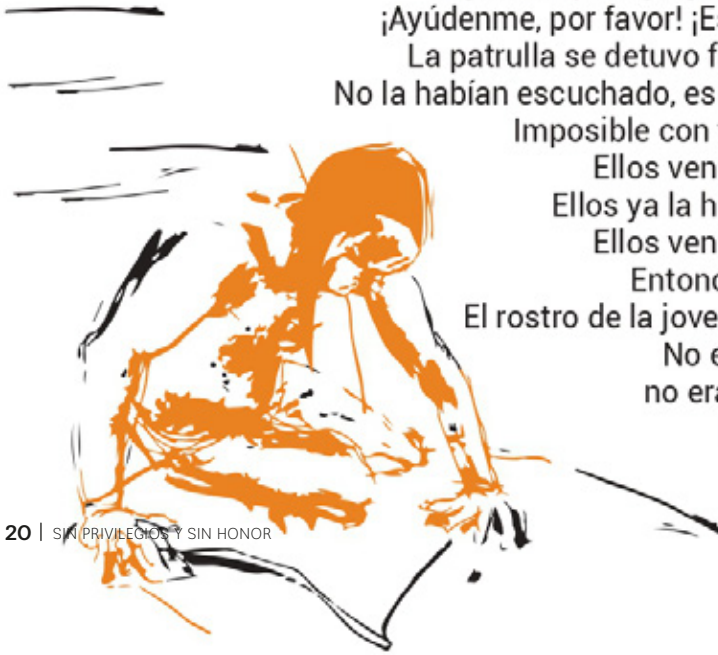 ¡Ayúdenme, por favor! ¡Es
La patrulla se detuvo f
No la habían escuchado, es
Imposible con
Ellos ven
Ellos ya la h
Ellos ven
Entonc
El rostro de la jove
No e
no era
20 | SIN PRIVILEGIOS Y SIN HONOR